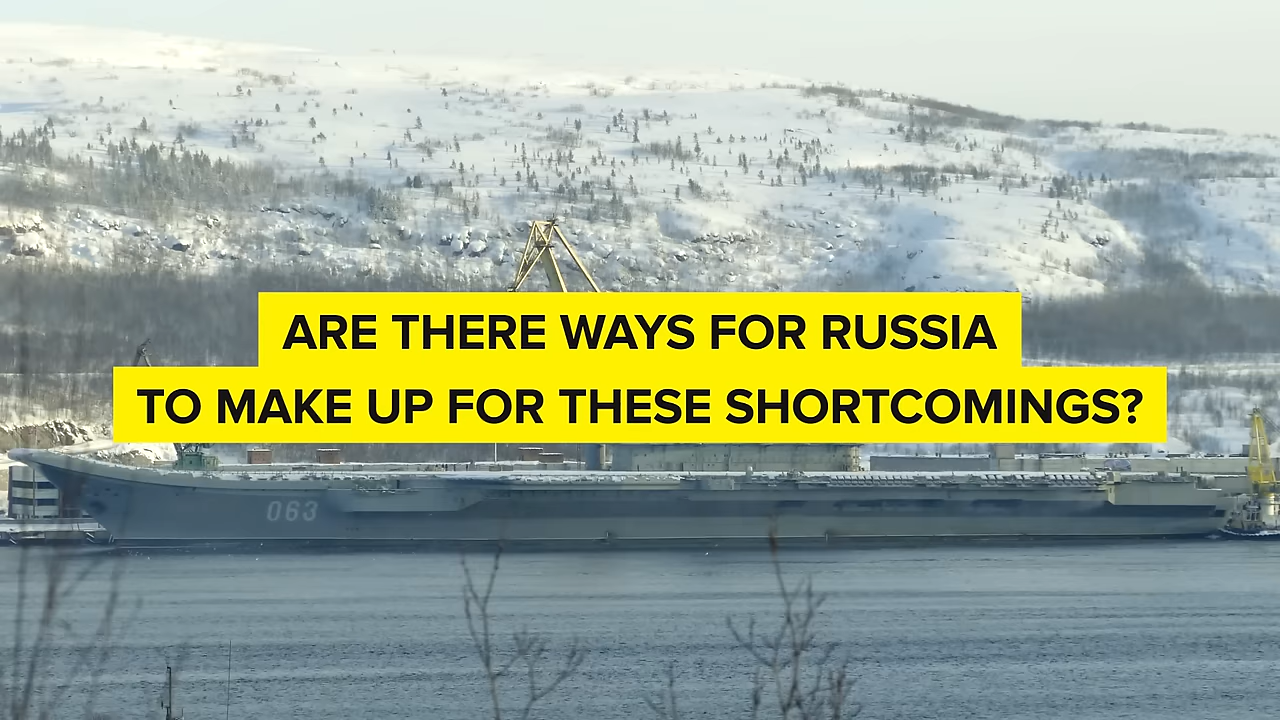 ARE THERE WAYS FOR RUSSIA
TO MAKE UP FOR THESE SHORTCOMINGS?
063